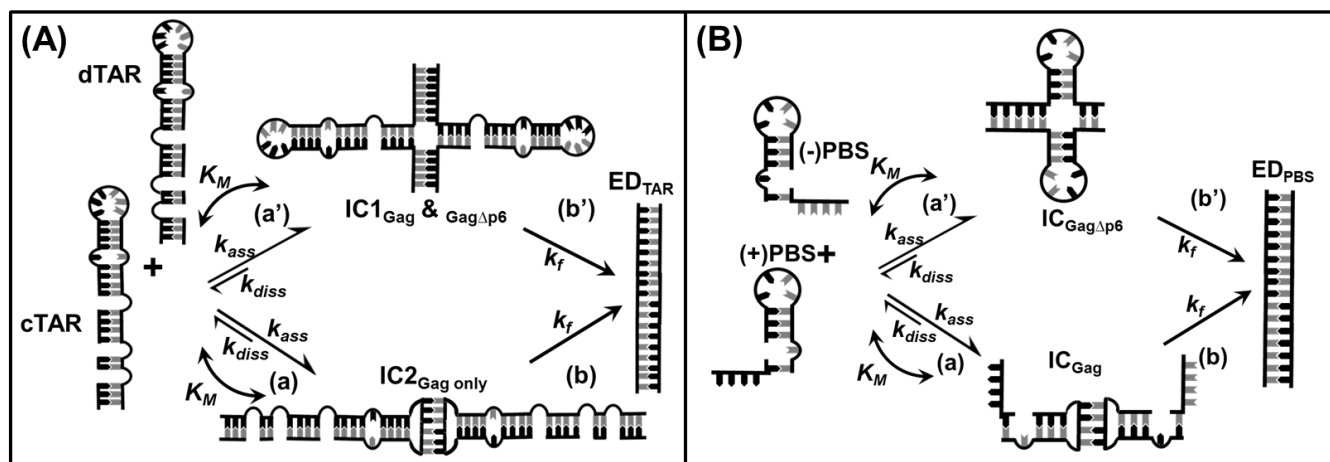 (A)
dTAR
cTAR
+
K_M
(a')
k_ass
k_diss
IC1_Gag & _GagΔp6
(b')
k_f
ED_TAR
k_ass
k_diss
K_M
(a)
IC2_Gag only
k_f
(b)
(B)
(-)PBS
(+)PBS+
K_M
(a')
k_ass
k_diss
IC_GagΔp6
(b')
k_f
ED_PBS
k_ass
k_diss
K_M
(a)
IC_Gag
k_f
(b)